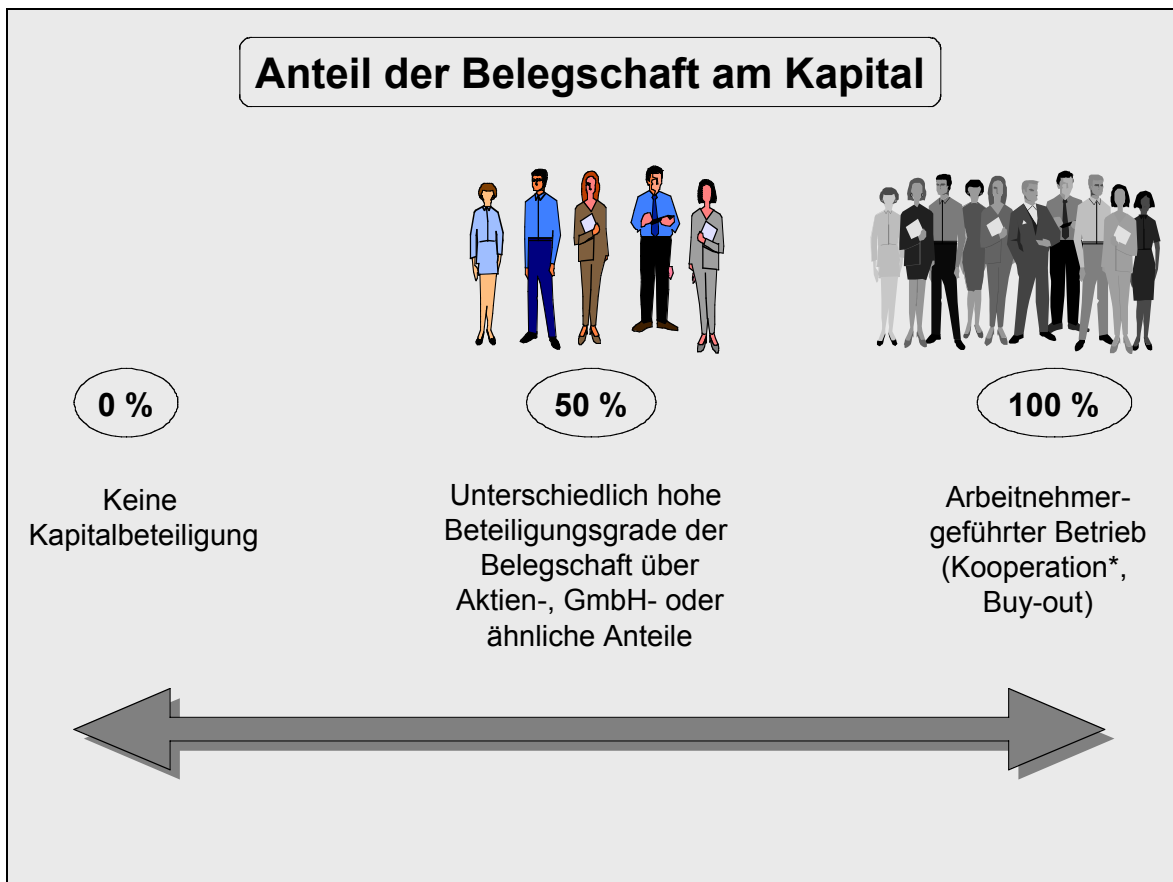 Anteil der Belegschaft am Kapital
0 %
50 %
100 %
Keine
Kapitalbeteiligung
Unterschiedlich hohe
Beteiligungsgrade der
Belegschaft über
Aktien-, GmbH- oder
ähnliche Anteile
Arbeitnehmer-
geführter Betrieb
(Kooperation*,
Buy-out)